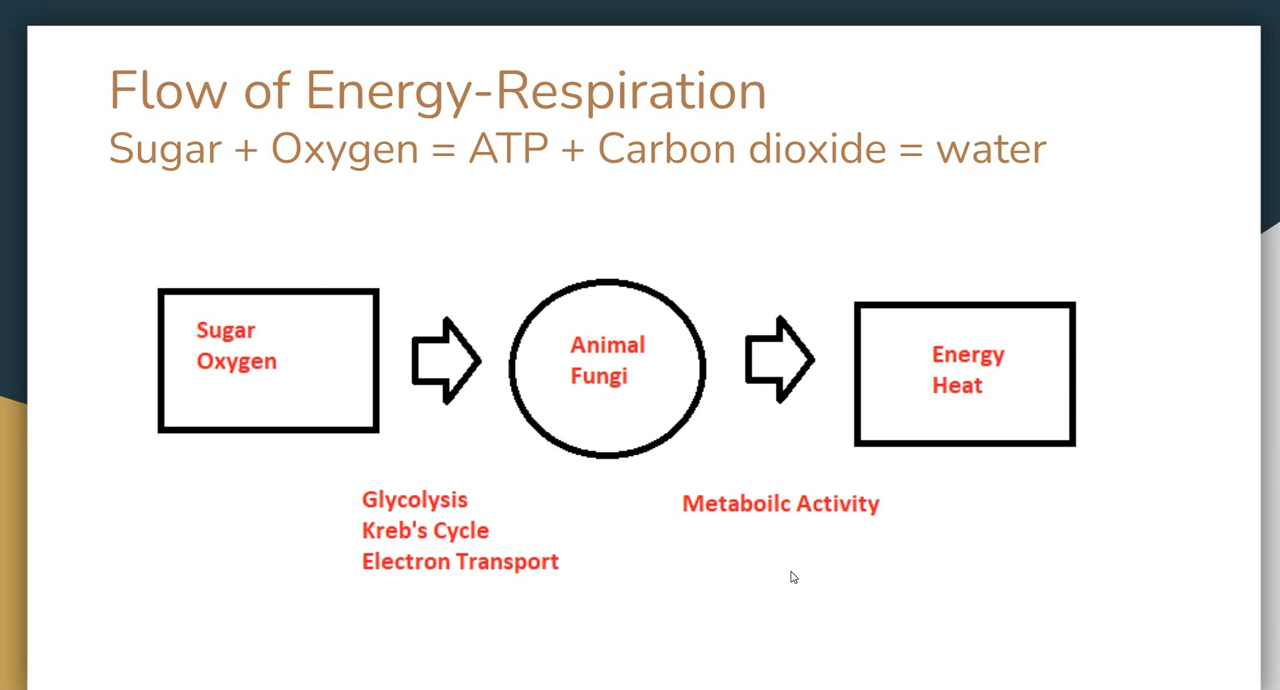 Flow of Energy-Respiration
Sugar + Oxygen = ATP + Carbon dioxide = water
Sugar
Oxygen
Animal
Fungi
Energy
Heat
Glycolysis
Kreb's Cycle
Electron Transport
Metaboilc Activity